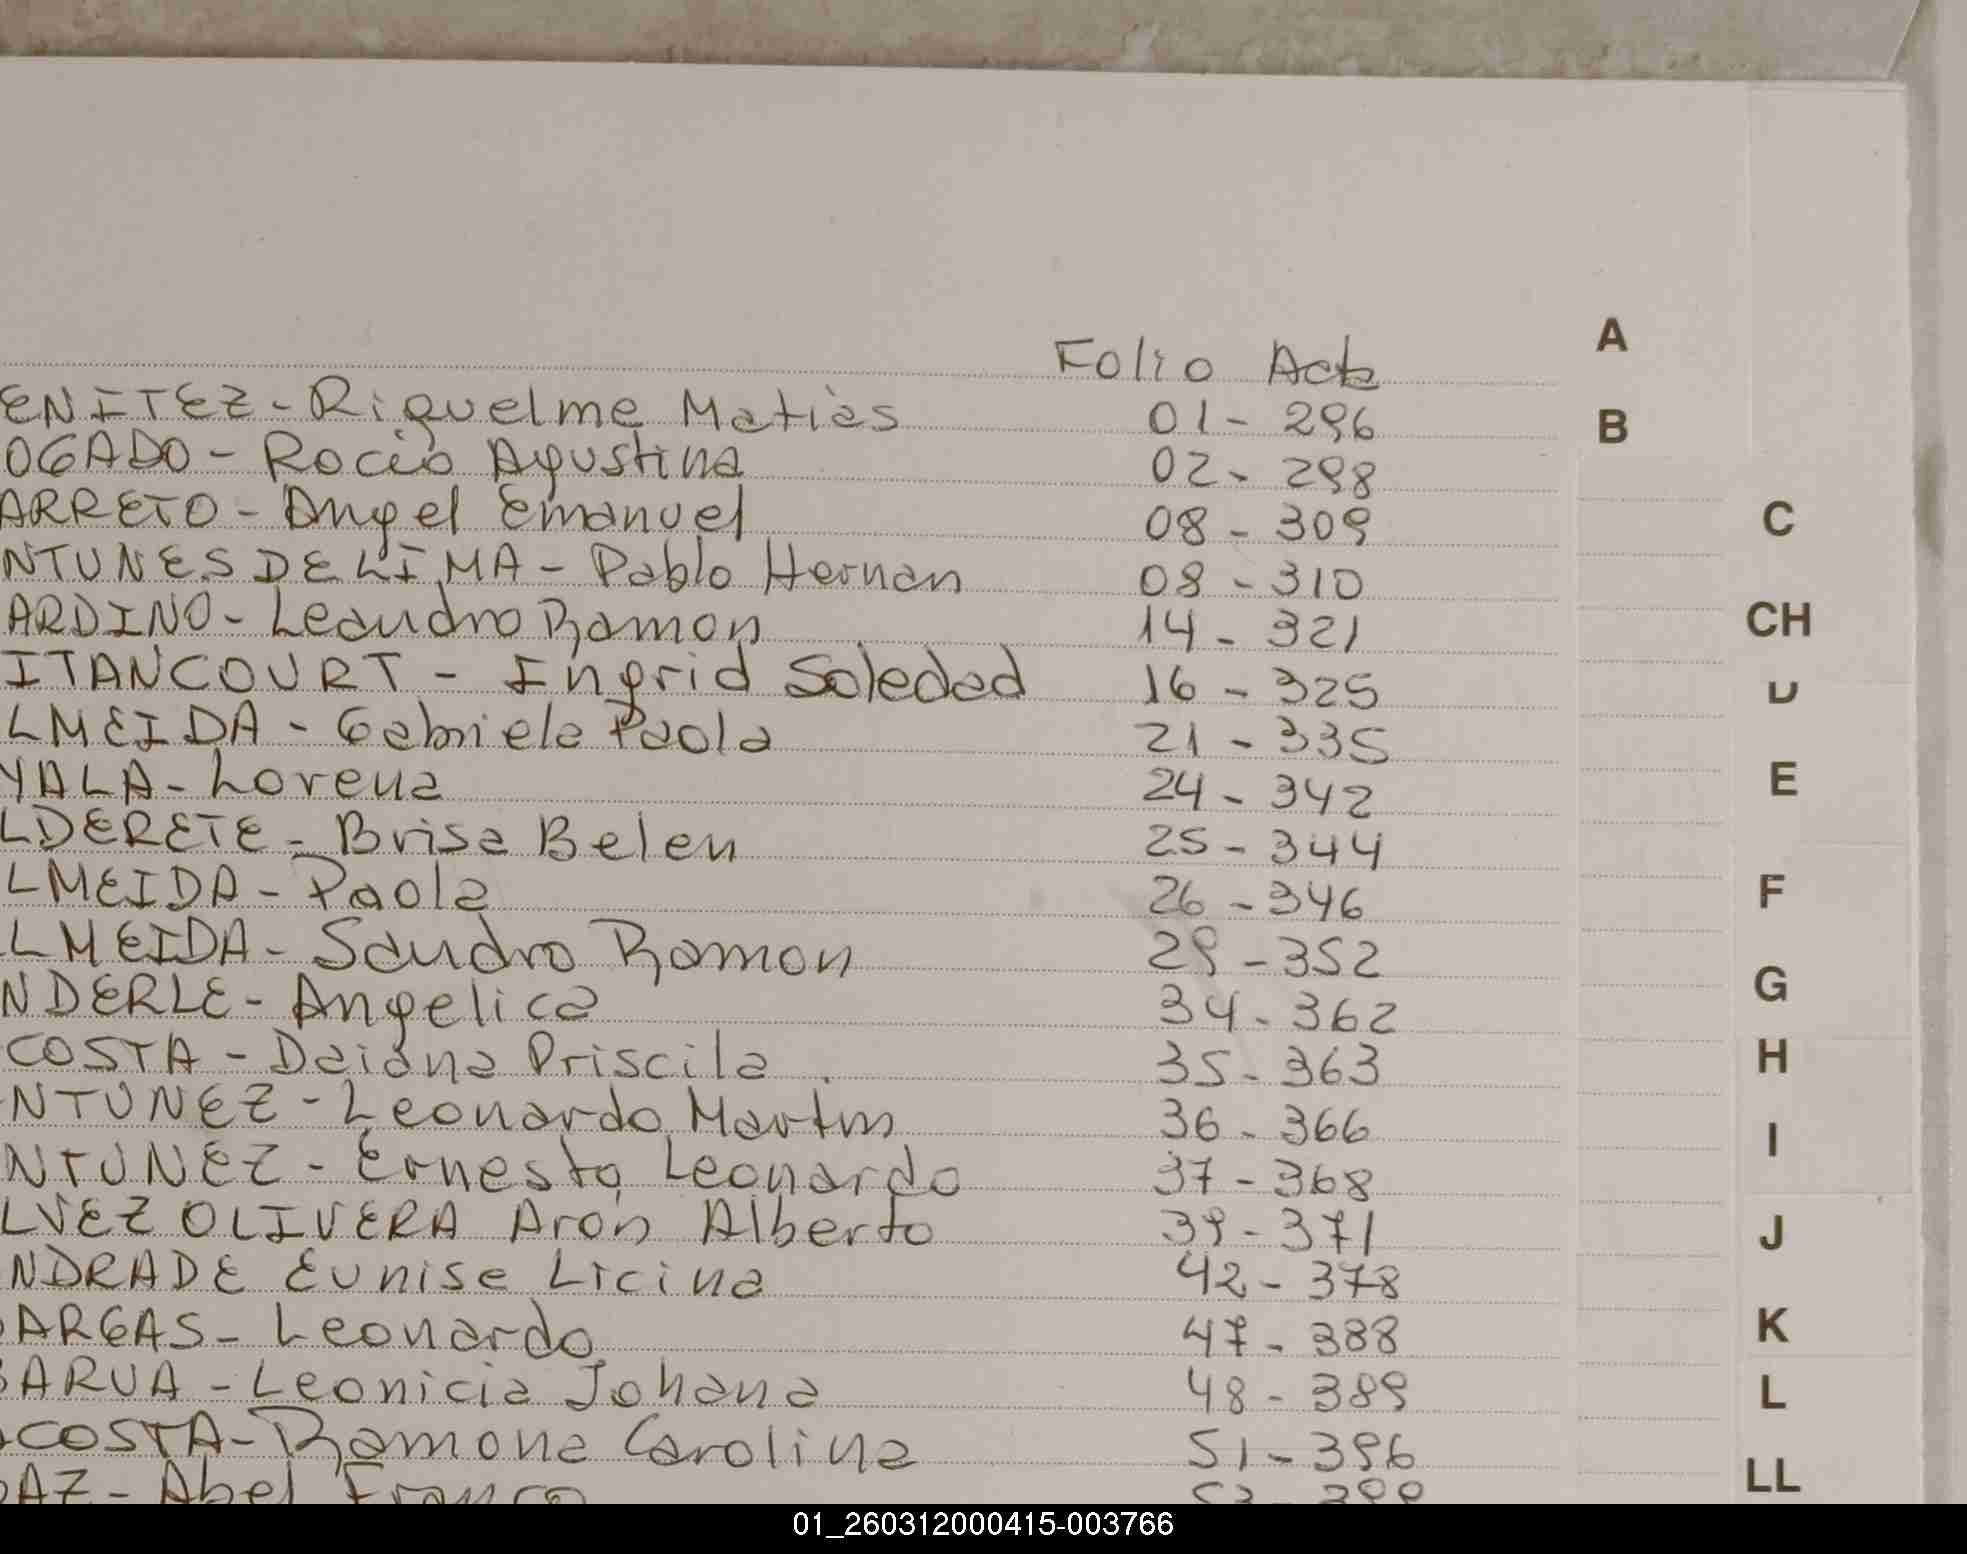 Folio Acta
ENITEZ - Riquelme Matias 01 - 296
OGADO - Rocio Agustina 02 - 298
ARRETO - Angel Emanuel 08 - 309
NTUNES DE LIMA - Pablo Hernan 08 - 310
ARDINO - Leandro Ramon 14 - 321
ITANCOURT - Ingrid Soledad 16 - 325
LMEIDA - Gabriela Paola 21 - 335
YALA - Lorena 24 - 342
LDERETE - Brisa Belen 25 - 344
LMEIDA - Paola 26 - 346
LMEIDA - Sandro Ramon 29 - 352
NDERLE - Angelica 34 - 362
COSTA - Daiana Priscila 35 - 363
NTUNEZ - Leonardo Martin 36 - 366
NTUNEZ - Ernesto Leonardo 37 - 368
LVEZ OLIVERA Aron Alberto 39 - 371
NDRADE Eunise Licina 42 - 378
ARGAS - Leonardo 47 - 388
BARUA - Leonicia Johana 48 - 389
ACOSTA - Ramona Carolina 51 - 396
AZ - Abel Franco
A
B
C
CH
D
E
F
G
H
I
J
K
L
LL
01_260312000415-003766